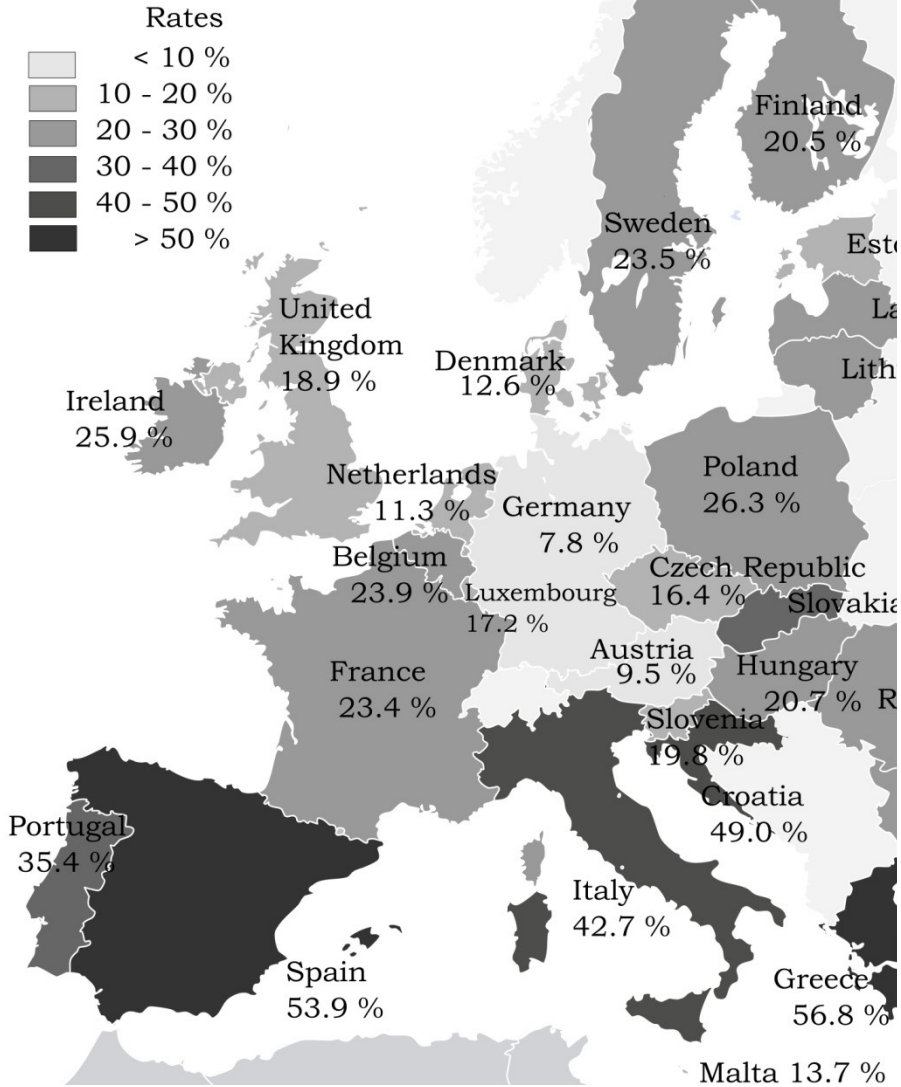 Rates
< 10 %
10 - 20 %
20 - 30 %
30 - 40 %
40 - 50 %
> 50 %
Finland
20.5 %
Sweden
23.5 %
Esto
La
Lith
United
Kingdom
18.9 %
Denmark
12.6 %
Ireland
25.9 %
Netherlands
11.3 %
Germany
7.8 %
Poland
26.3 %
Belgium
23.9 %
Luxembourg
17.2 %
Czech Republic
16.4 %
Slovakia
Austria
9.5 %
Hungary
20.7 %
R
France
23.4 %
Slovenia
19.8 %
Croatia
49.0 %
Portugal
35.4 %
Italy
42.7 %
Spain
53.9 %
Greece
56.8 %
Malta 13.7 %